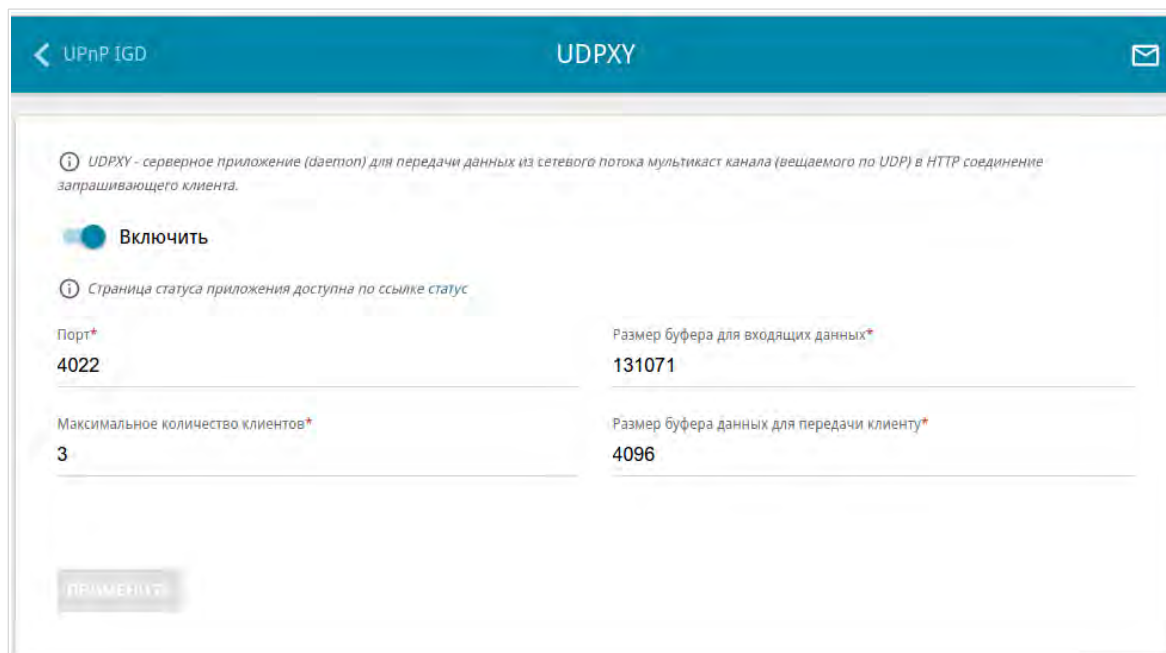 UPnP IGD
UDPXY
UDPXY - серверное приложение (daemon) для передачи данных из сетевого потока мультикаст канала (вещаемого по UDP) в HTTP соединение
запрашивающего клиента.
Включить
Страница статуса приложения доступна по ссылке статус
Порт*
4022
Размер буфера для входящих данных*
131071
Максимальное количество клиентов*
3
Размер буфера данных для передачи клиенту*
4096
ПРИМЕНИТЬ